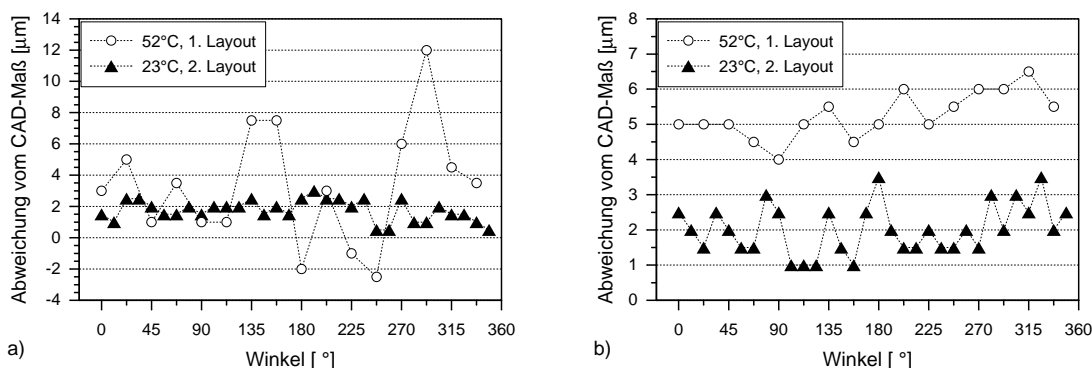 Abweichung vom CAD-Maß [µm]
14
12
10
8
6
4
2
0
-2
-4
52°C, 1. Layout
23°C, 2. Layout
0 45 90 135 180 225 270 315 360
Winkel [ °]
a)
Abweichung vom CAD-Maß [µm]
8
7
6
5
4
3
2
1
0
52°C, 1. Layout
23°C, 2. Layout
0 45 90 135 180 225 270 315 360
Winkel [ °]
b)